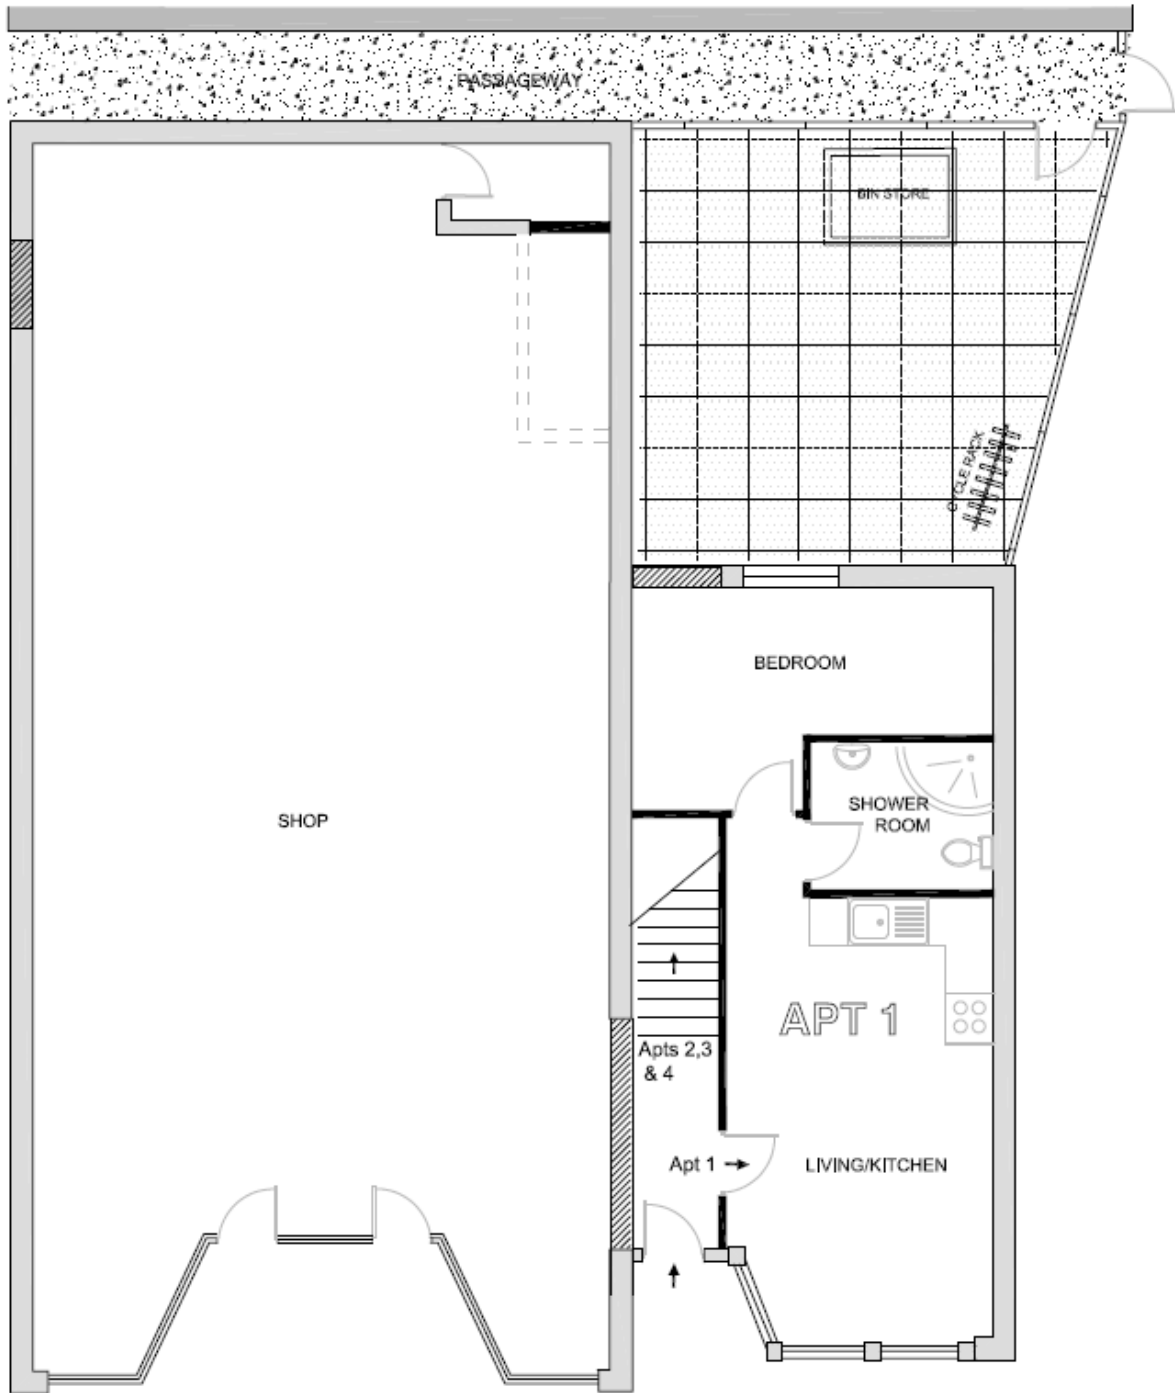 PASSAGEWAY
BIN STORE
CYCLE RACK
BEDROOM
SHOWER
ROOM
SHOP
APT 1
Apts 2,3
& 4
Apt 1
LIVING/KITCHEN